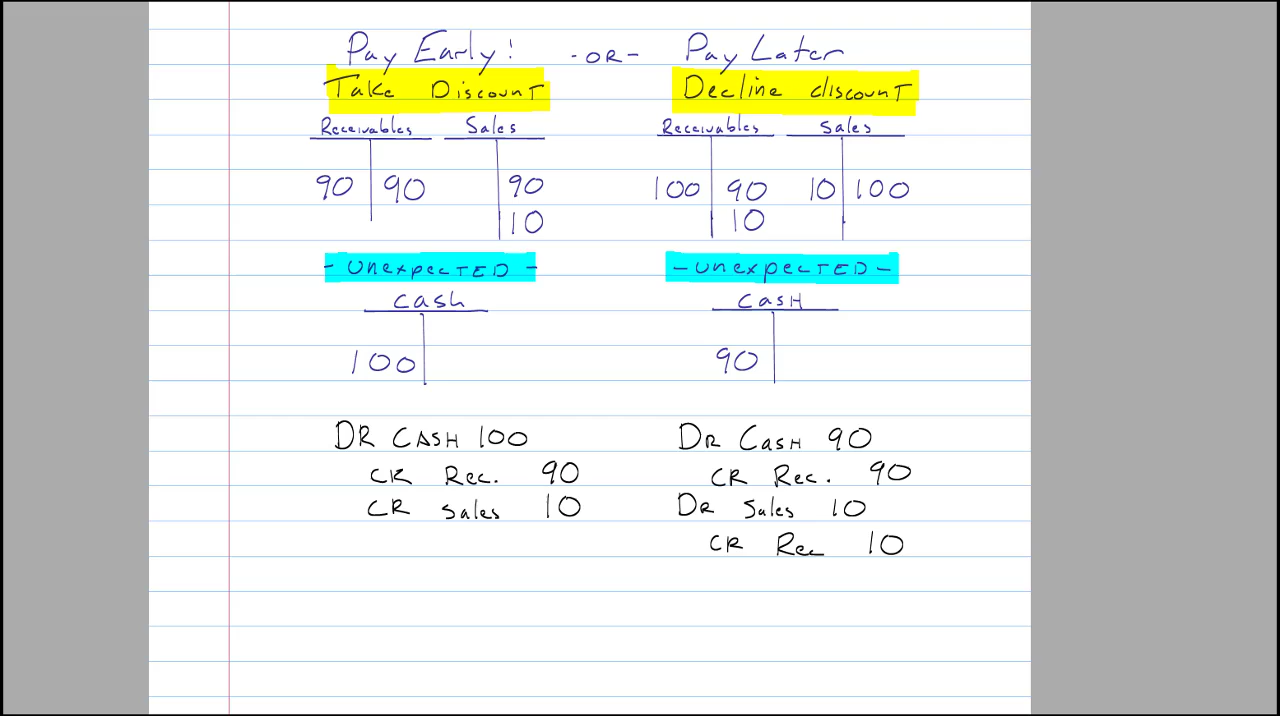 Pay Early! -OR- Pay Later
Take Discount Decline discount
Receivables Sales Receivables Sales
90 90 90 100 90 10 100
10 10
- Unexpected - - Unexpected -
Cash Cash
100 90
DR Cash 100 DR Cash 90
CR Rec. 90 CR Rec. 90
CR Sales 10 DR Sales 10
CR Rec 10